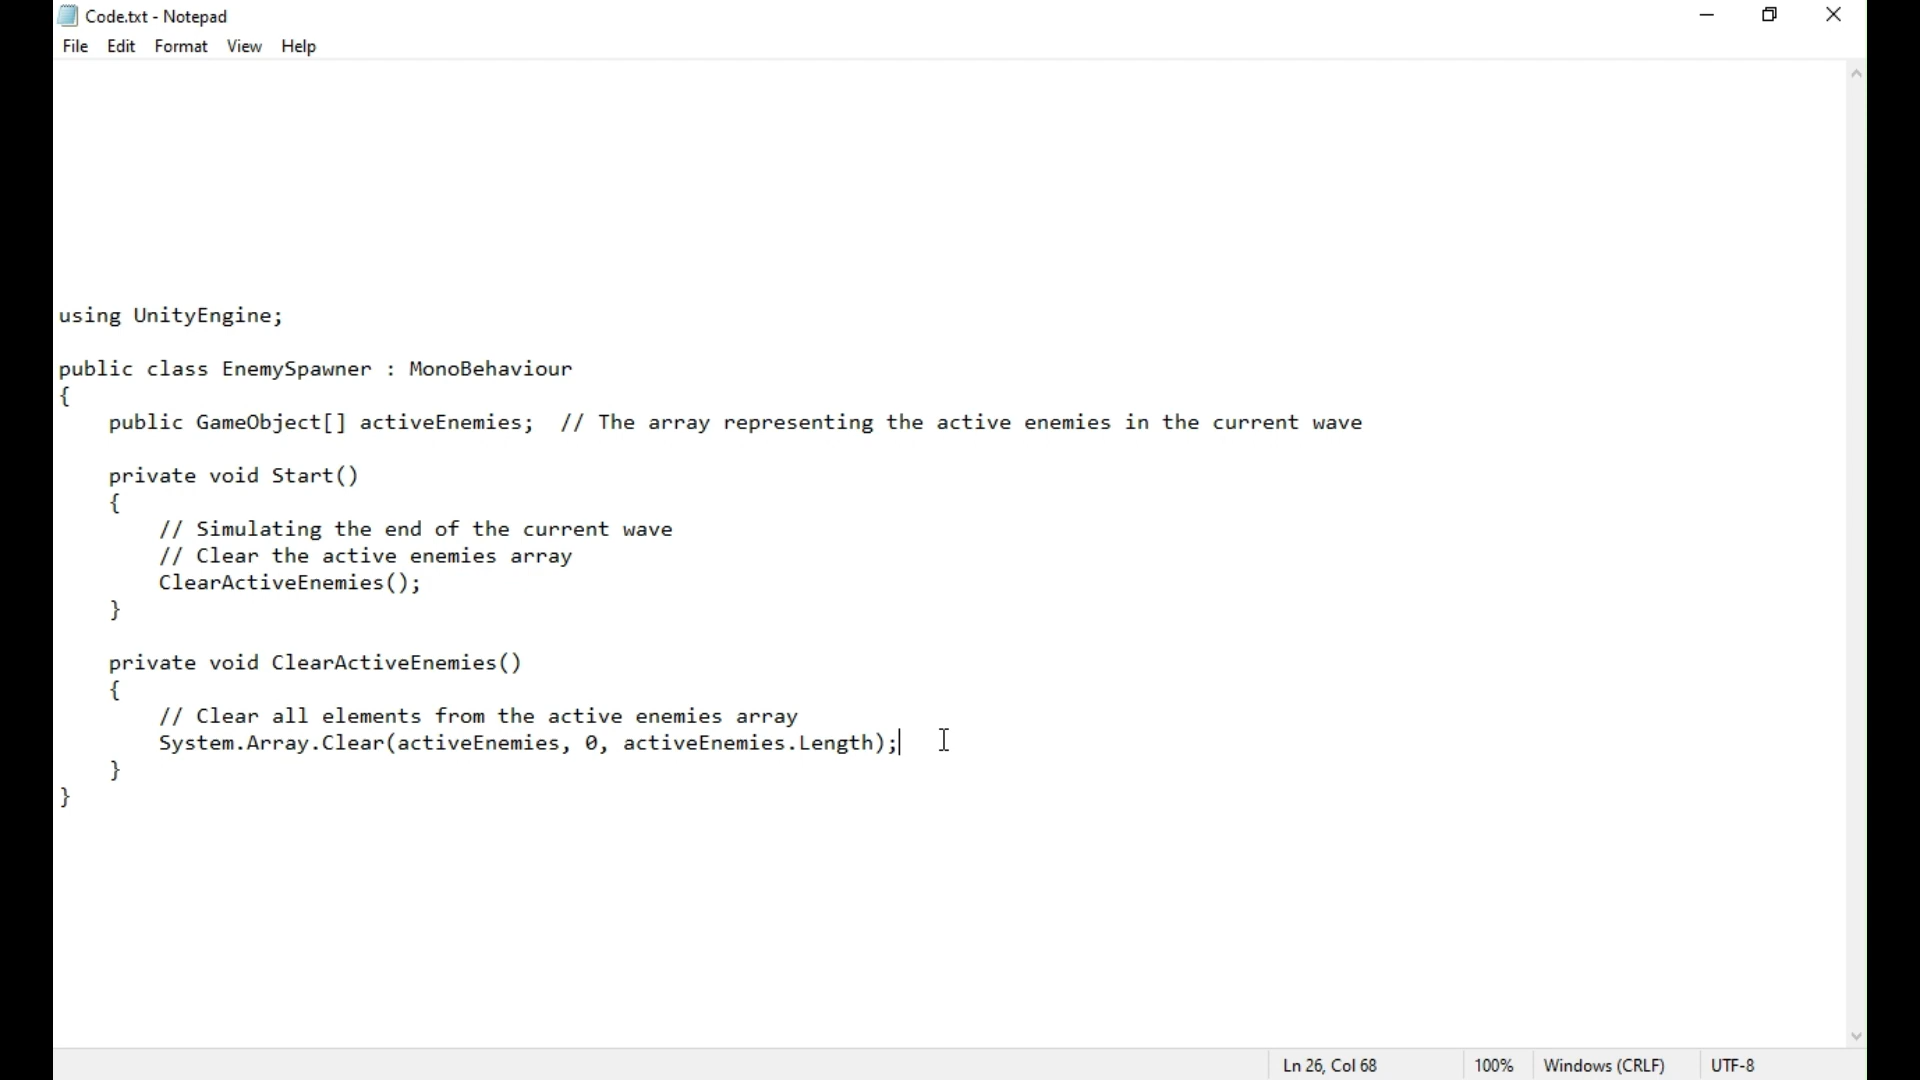 Code.txt - Notepad
File Edit Format View Help
using UnityEngine;
public class EnemySpawner : MonoBehaviour
{
    public GameObject[] activeEnemies;  // The array representing the active enemies in the current wave
    private void Start()
    {
        // Simulating the end of the current wave
        // Clear the active enemies array
        ClearActiveEnemies();
    }
    private void ClearActiveEnemies()
    {
        // Clear all elements from the active enemies array
        System.Array.Clear(activeEnemies, 0, activeEnemies.Length);
    }
}
Ln 26, Col 68 100% Windows (CRLF) UTF-8